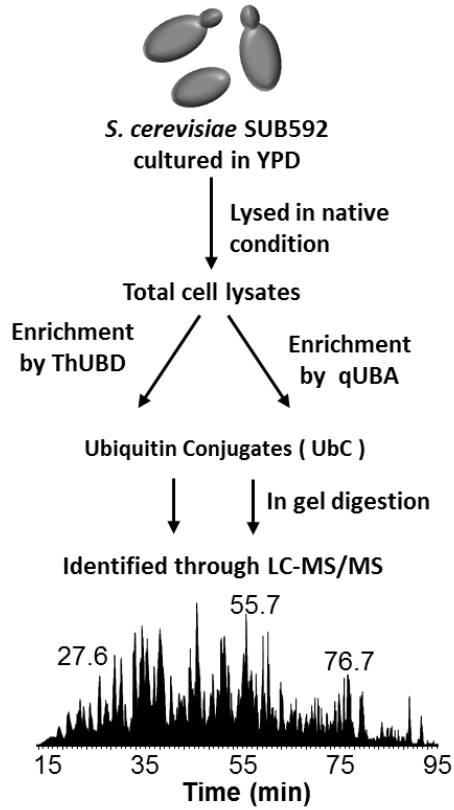 S. cerevisiae SUB592
cultured in YPD
Lysed in native
condition
Total cell lysates
Enrichment
by ThUBD
Enrichment
by qUBA
Ubiquitin Conjugates ( UbC )
In gel digestion
Identified through LC-MS/MS
55.7
27.6
76.7
15 35 55 75 95
Time (min)